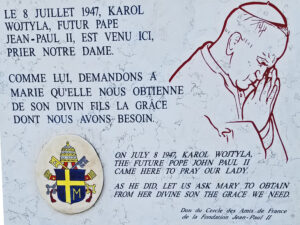 LE 8 JUILLET 1947, KAROL
WOJTYLA, FUTUR PAPE
JEAN-PAUL II, EST VENU ICI,
PRIER NOTRE DAME.
COMME LUI, DEMANDONS A
MARIE QU'ELLE NOUS OBTIENNE
DE SON DIVIN FILS LA GRÂCE
DONT NOUS AVONS BESOIN.
ON JULY 8 1947, KAROL WOJTYLA,
THE FUTURE POPE JOHN PAUL II
CAME HERE TO PRAY OUR LADY.
AS HE DID, LET US ASK MARY TO OBTAIN
FROM HER DIVINE SON THE GRACE WE NEED.
Don du Cercle des Amis de France
de la Fondation Jean-Paul II
M